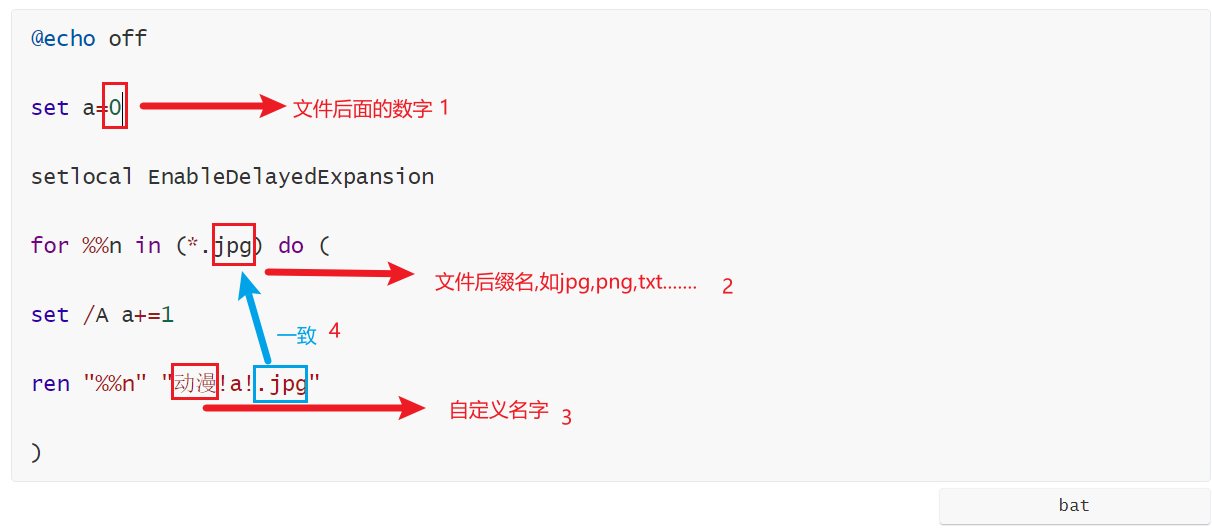 @echo off
set a=0
文件后面的数字 1
setlocal EnableDelayedExpansion
for %%n in (*.jpg) do (
文件后缀名,如jpg,png,txt....... 2
set /A a+=1
一致 4
ren "%%n" "动漫!a!.jpg"
自定义名字 3
)
bat